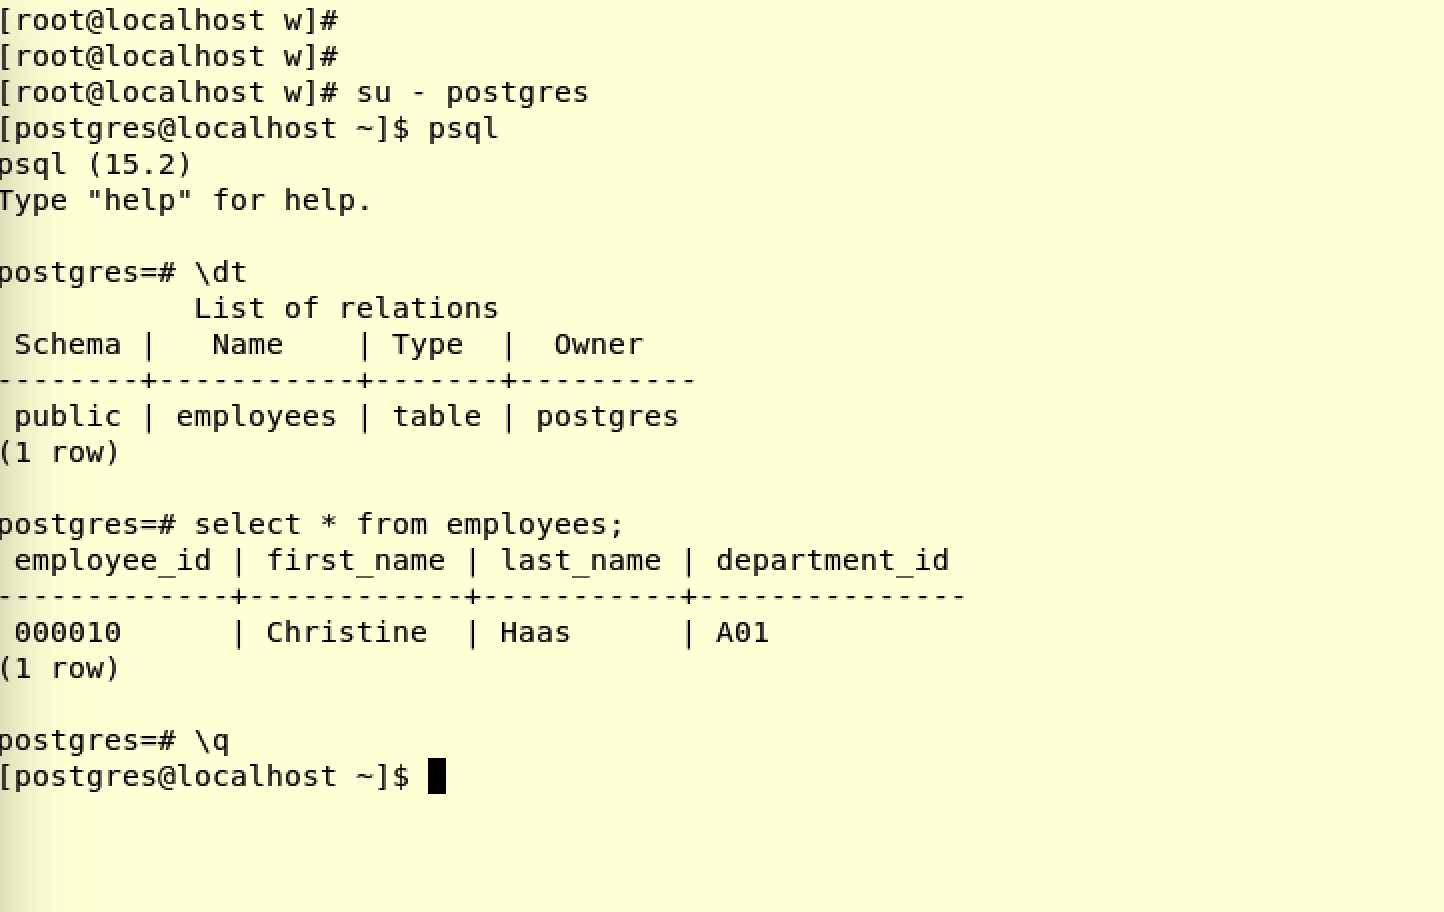 [root@localhost w]#
[root@localhost w]#
[root@localhost w]# su - postgres
[postgres@localhost ~]$ psql
psql (15.2)
Type "help" for help.

postgres=# \dt
           List of relations
 Schema |   Name    | Type  |  Owner
--------+-----------+-------+----------
 public | employees | table | postgres
(1 row)

postgres=# select * from employees;
 employee_id | first_name | last_name | department_id
-------------+------------+-----------+---------------
 000010      | Christine  | Haas      | A01
(1 row)

postgres=# \q
[postgres@localhost ~]$